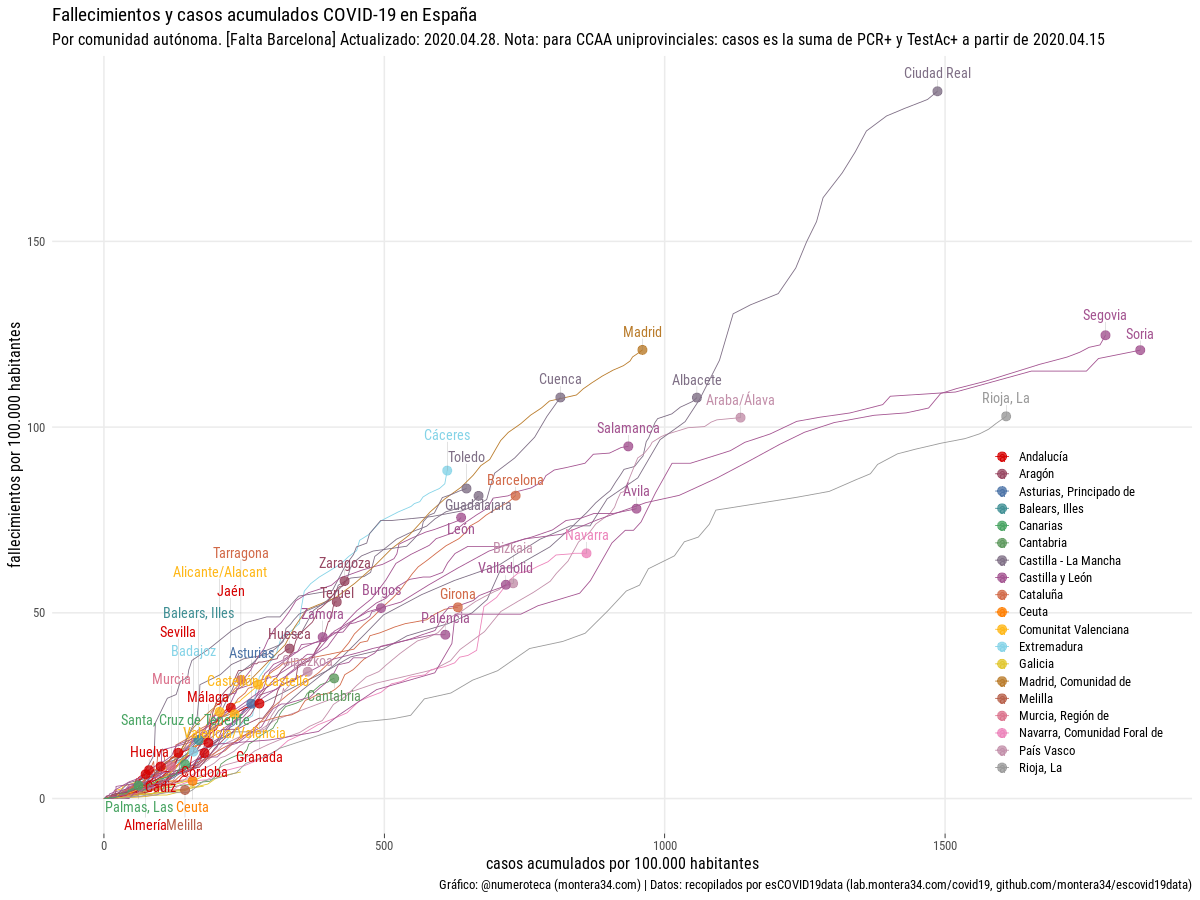 Fallecimientos y casos acumulados COVID-19 en España
Por comunidad autónoma. [Falta Barcelona] Actualizado: 2020.04.28. Nota: para CCAA uniprovinciales: casos es la suma de PCR+ y TestAc+ a partir de 2020.04.15
Ciudad Real
150
Segovia
Madrid
Soria
Cuenca
Albacete
Araba/Álava
Rioja, La
100
Salamanca
Cáceres
Toledo
Barcelona
Ávila
Guadalajara
León
Navarra
Bizkaia
Tarragona
Zaragoza
Valladolid
Alicante/Alacant
Jaén
Teruel
Burgos
Girona
50
Balears, Illes
Zamora
Palencia
Sevilla
Huesca
Badajoz
Asturias
Gipuzkoa
Murcia
Málaga
Cantabria
Santa, Cruz de Tenerife
Huelva
Granada
Córdoba
Cádiz
0
Palmas, Las
Ceuta
Almería
Melilla
Andalucía
Aragón
Asturias, Principado de
Balears, Illes
Canarias
Cantabria
Castilla - La Mancha
Castilla y León
Cataluña
Ceuta
Comunitat Valenciana
Extremadura
Galicia
Madrid, Comunidad de
Melilla
Murcia, Región de
Navarra, Comunidad Foral de
País Vasco
Rioja, La
fallecimientos por 100.000 habitantes
0
500
1000
1500
casos acumulados por 100.000 habitantes
Gráfico: @numeroteca (montera34.com) | Datos: recopilados por esCOVID19data (lab.montera34.com/covid19, github.com/montera34/escovid19data)